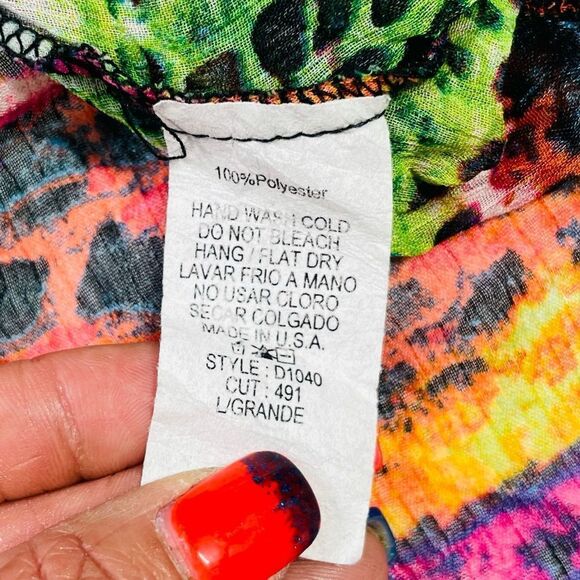 100%Polyester
HAND WASH COLD
DO NOT BLEACH
HANG / FLAT DRY
LAVAR FRIO A MANO
NO USAR CLORO
SECAR COLGADO
MADE IN U.S.A.
STYLE : D1040
CUT : 491
L/GRANDE